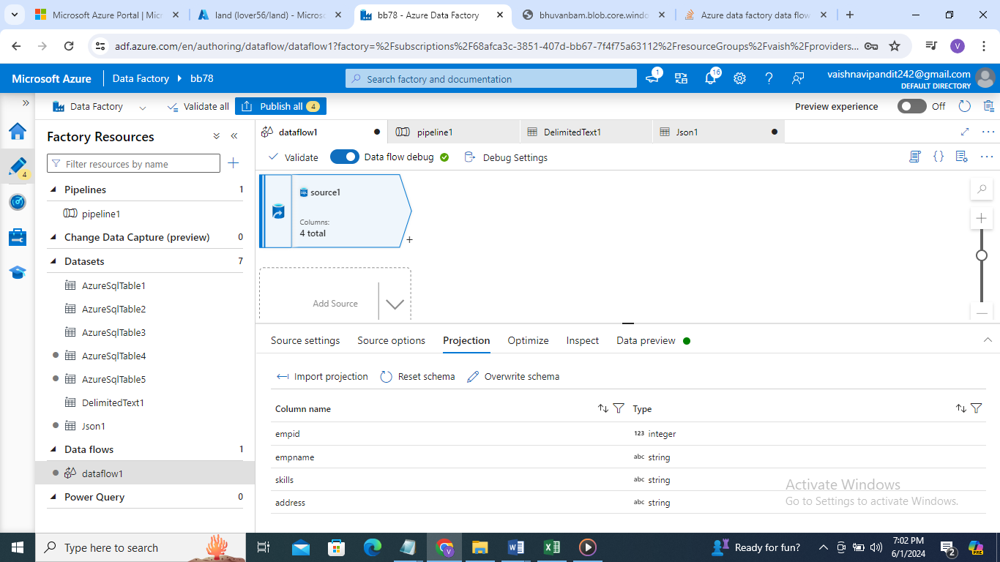 Microsoft Azure Portal | Mic
land (lover56/land) - Microso
bb78 - Azure Data Factory
bhuvanbam.blob.core.windo
Azure data factory data flow
adf.azure.com/en/authoring/dataflow/dataflow1?factory=%2Fsubscriptions%2F68afca3c-3851-407d-bb67-7f4f75a63112%2FresourceGroups%2Fvaish%2Fproviders...
V
Microsoft Azure
Data Factory
bb78
Search factory and documentation
1
16
vaishnavipandit242@gmail.com
DEFAULT DIRECTORY
Data Factory
Validate all
Publish all
4
Preview experience
Off
4
Factory Resources
Filter resources by name
Pipelines 1
pipeline1
Change Data Capture (preview) 0
Datasets 7
AzureSqlTable1
AzureSqlTable2
AzureSqlTable3
AzureSqlTable4
AzureSqlTable5
DelimitedText1
Json1
Data flows 1
dataflow1
Power Query 0
dataflow1
pipeline1
DelimitedText1
Json1
Validate
Data flow debug
Debug Settings
SQL
source1
Columns:
4 total
Add Source
Source settings
Source options
Projection
Optimize
Inspect
Data preview
Import projection
Reset schema
Overwrite schema
Column name Type
empid 123 integer
empname abc string
skills abc string
address abc string
Activate Windows
Go to Settings to activate Windows.
Type here to search
V
Ready for fun?
7:02 PM
6/1/2024
2
PRE